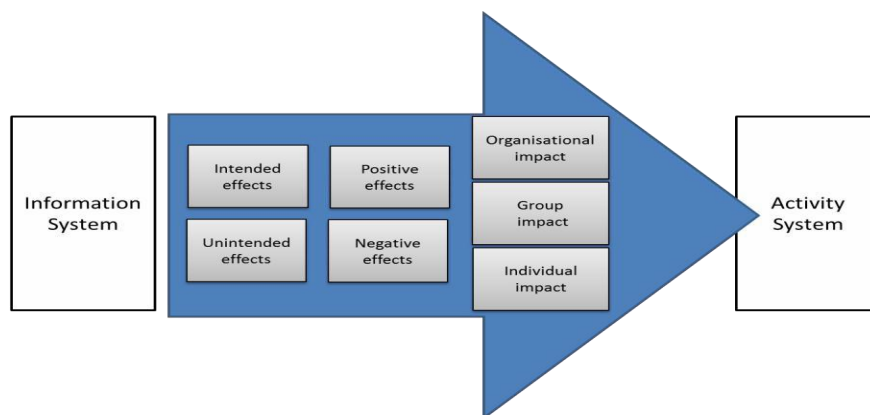 Information
System
Intended
effects
Positive
effects
Unintended
effects
Negative
effects
Organisational
impact
Group
impact
Individual
impact
Activity
System